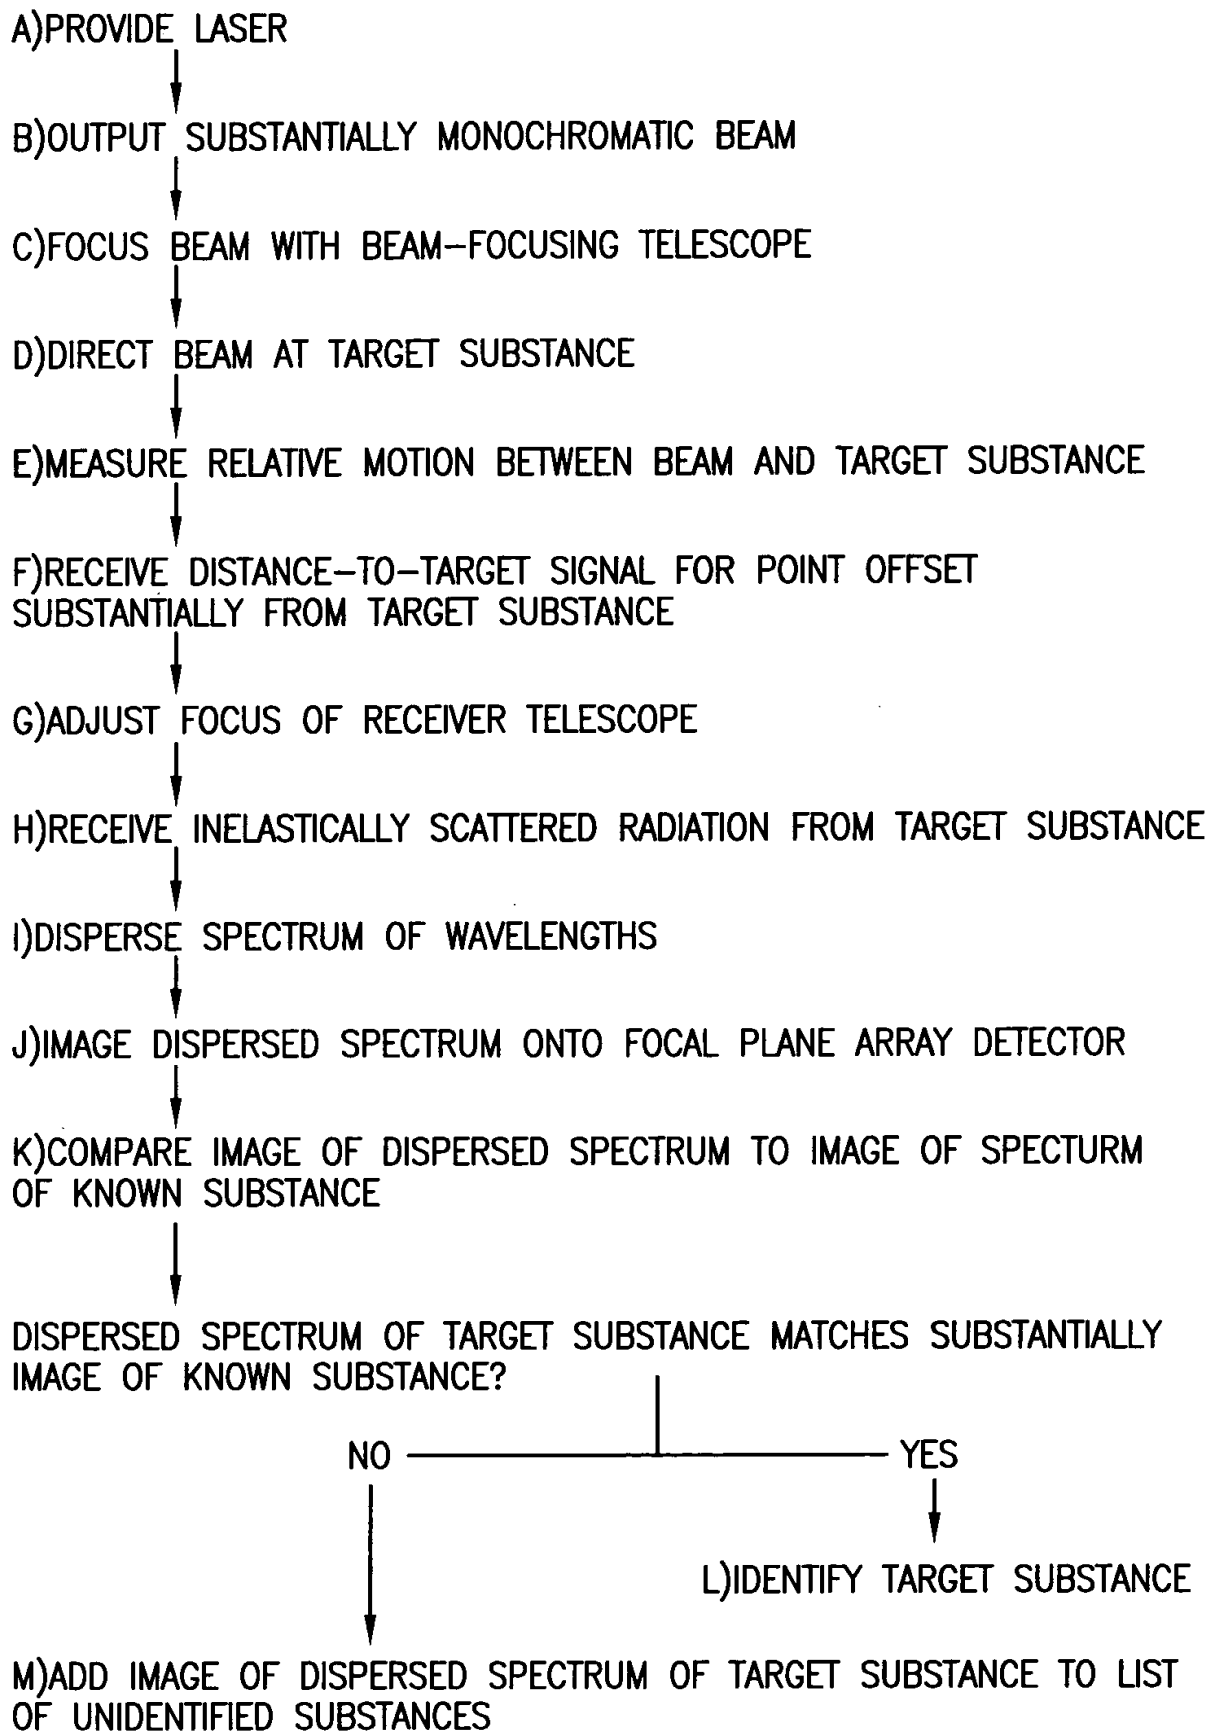 A)PROVIDE LASER
B)OUTPUT SUBSTANTIALLY MONOCHROMATIC BEAM
C)FOCUS BEAM WITH BEAM-FOCUSING TELESCOPE
D)DIRECT BEAM AT TARGET SUBSTANCE
E)MEASURE RELATIVE MOTION BETWEEN BEAM AND TARGET SUBSTANCE
F)RECEIVE DISTANCE-TO-TARGET SIGNAL FOR POINT OFFSET
SUBSTANTIALLY FROM TARGET SUBSTANCE
G)ADJUST FOCUS OF RECEIVER TELESCOPE
H)RECEIVE INELASTICALLY SCATTERED RADIATION FROM TARGET SUBSTANCE
I)DISPERSE SPECTRUM OF WAVELENGTHS
J)IMAGE DISPERSED SPECTRUM ONTO FOCAL PLANE ARRAY DETECTOR
K)COMPARE IMAGE OF DISPERSED SPECTRUM TO IMAGE OF SPECTURM
OF KNOWN SUBSTANCE
DISPERSED SPECTRUM OF TARGET SUBSTANCE MATCHES SUBSTANTIALLY
IMAGE OF KNOWN SUBSTANCE?
NO YES
L)IDENTIFY TARGET SUBSTANCE
M)ADD IMAGE OF DISPERSED SPECTRUM OF TARGET SUBSTANCE TO LIST
OF UNIDENTIFIED SUBSTANCES